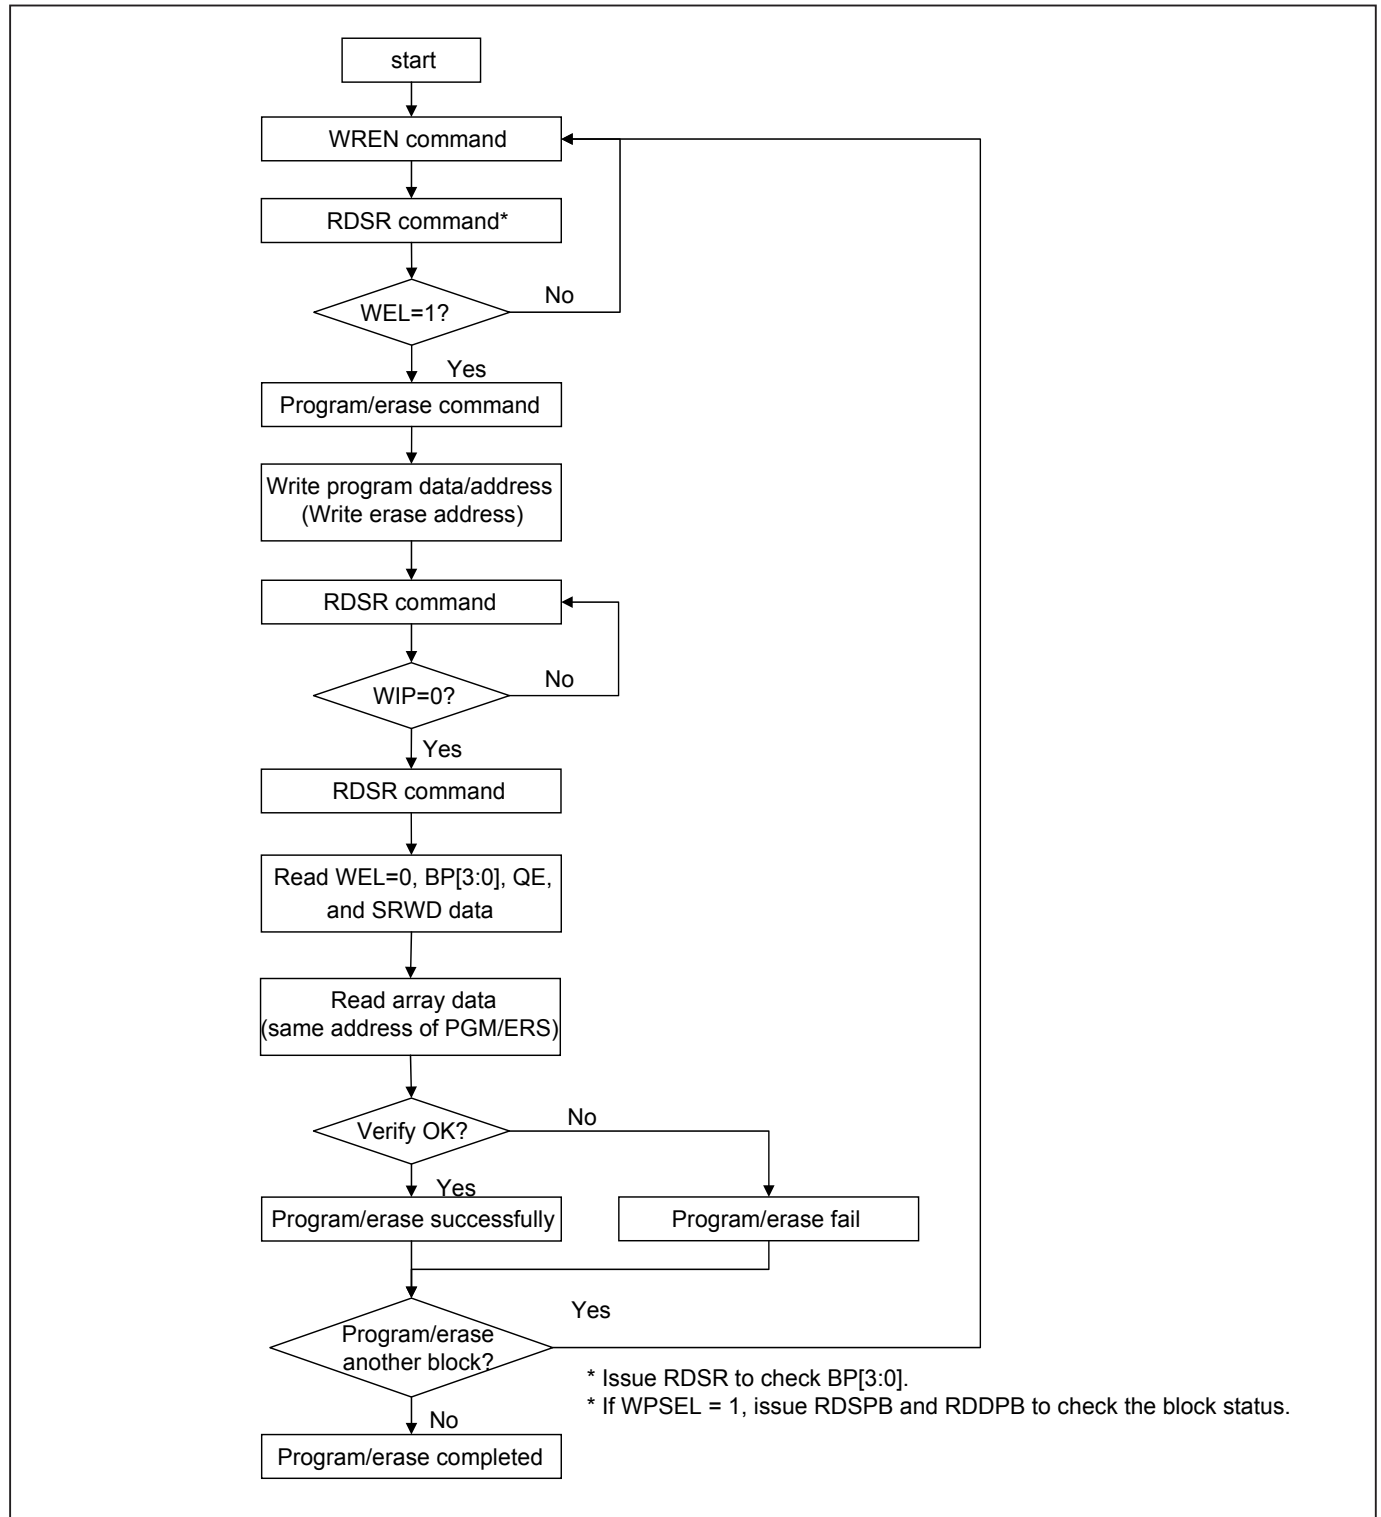 start
WREN command
RDSR command*
WEL=1?
No
Yes
Program/erase command
Write program data/address
(Write erase address)
RDSR command
WIP=0?
No
Yes
RDSR command
Read WEL=0, BP[3:0], QE,
and SRWD data
Read array data
(same address of PGM/ERS)
Verify OK?
No
Yes
Program/erase successfully
Program/erase fail
Program/erase
another block?
Yes
* Issue RDSR to check BP[3:0].
* If WPSEL = 1, issue RDSPB and RDDPB to check the block status.
No
Program/erase completed